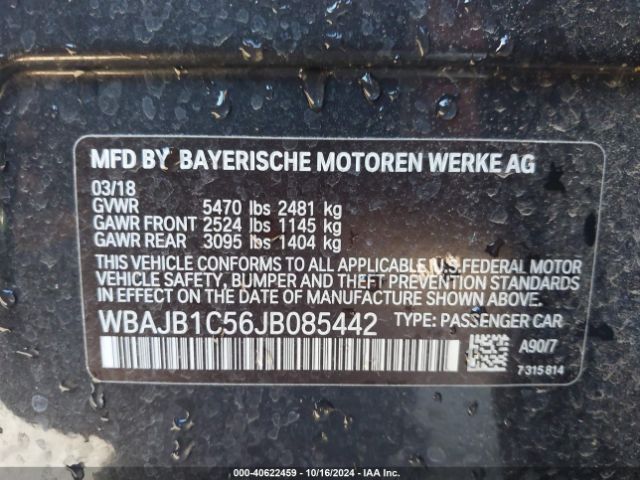 MFD BY BAYERISCHE MOTOREN WERKE AG
03/18
GVWR 5470 lbs 2481 kg
GAWR FRONT 2524 lbs 1145 kg
GAWR REAR 3095 lbs 1404 kg
THIS VEHICLE CONFORMS TO ALL APPLICABLE U.S. FEDERAL MOTOR
VEHICLE SAFETY, BUMPER AND THEFT PREVENTION STANDARDS IN
EFFECT ON THE DATE OF MANUFACTURE SHOWN ABOVE.
WBAJB1C56JB085442 TYPE: PASSENGER CAR
A90/7
7 315 814
000-40622459 - 10/16/2024 - IAA Inc.